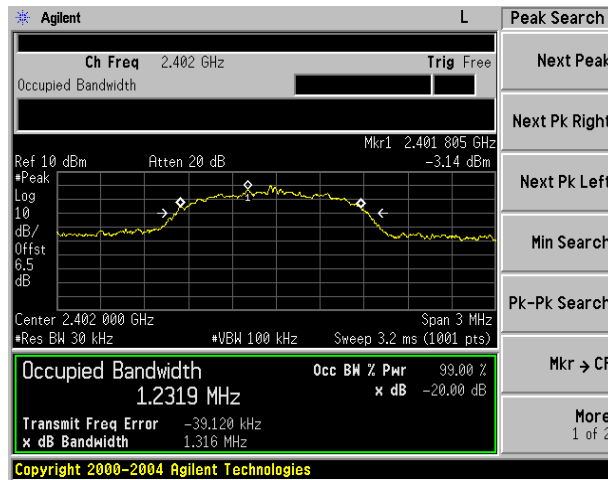 Agilent L Peak Search
Ch Freq 2.402 GHz Trig Free
Occupied Bandwidth
Mkr1 2.401 805 GHz
Ref 10 dBm Atten 20 dB -3.14 dBm
#Peak
Log
10
dB/
Offst
6.5
dB
1
Center 2.402 000 GHz Span 3 MHz
#Res BW 30 kHz #VBW 100 kHz Sweep 3.2 ms (1001 pts)
Occupied Bandwidth Occ BW % Pwr 99.00 %
1.2319 MHz x dB -20.00 dB
Transmit Freq Error -39.120 kHz
x dB Bandwidth 1.316 MHz
Copyright 2000-2004 Agilent Technologies
Next Peak
Next Pk Right
Next Pk Left
Min Search
Pk-Pk Search
Mkr → CF
More
1 of 2